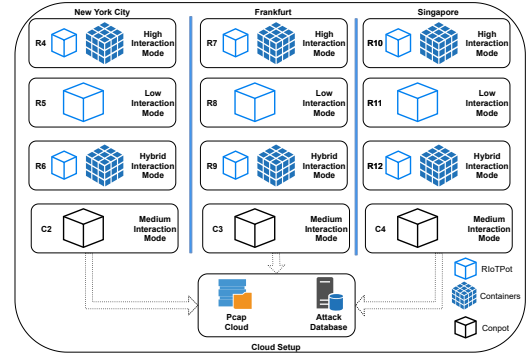 New York City
Frankfurt
Singapore
R4
High
Interaction
Mode
R7
High
Interaction
Mode
R10
High
Interaction
Mode
R5
Low
Interaction
Mode
R8
Low
Interaction
Mode
R11
Low
Interaction
Mode
R6
Hybrid
Interaction
Mode
R9
Hybrid
Interaction
Mode
R12
Hybrid
Interaction
Mode
C2
Medium
Interaction
Mode
C3
Medium
Interaction
Mode
C4
Medium
Interaction
Mode
Pcap
Cloud
Attack
Database
RIoTPot
Containers
Conpot
Cloud Setup